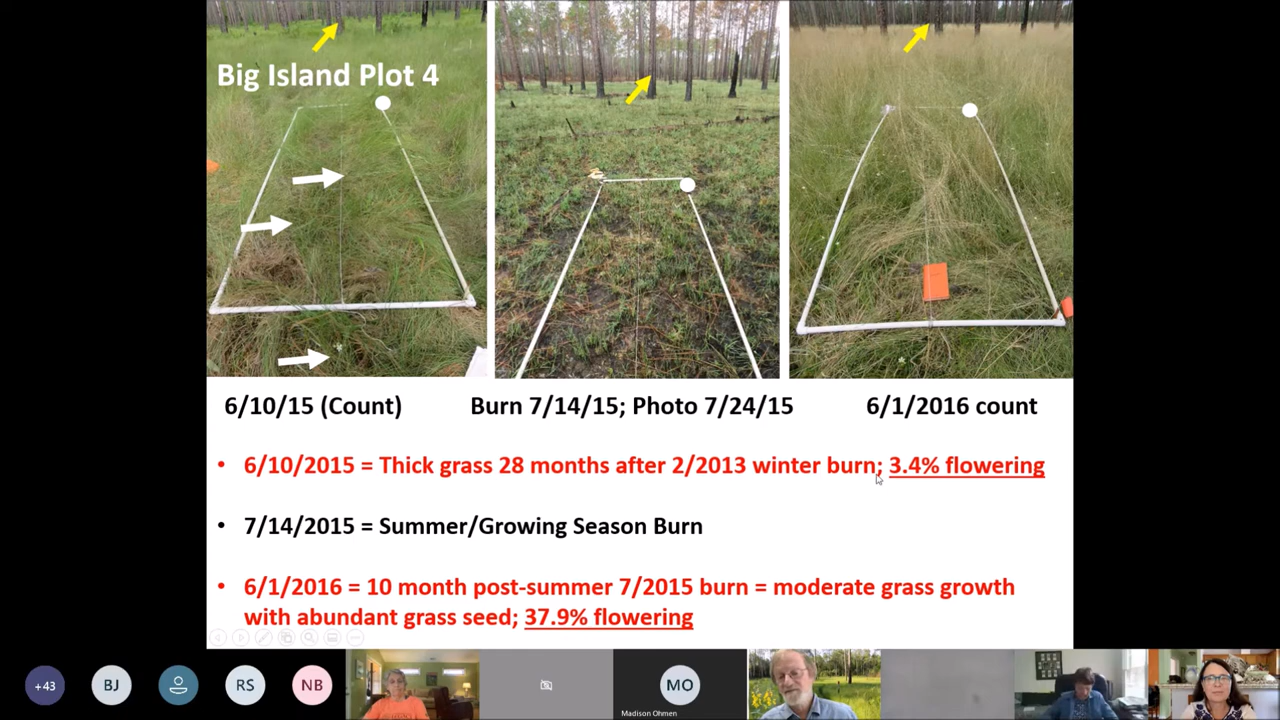 Big Island Plot 4
6/10/15 (Count)
Burn 7/14/15; Photo 7/24/15
6/1/2016 count
• 6/10/2015 = Thick grass 28 months after 2/2013 winter burn; 3.4% flowering
• 7/14/2015 = Summer/Growing Season Burn
• 6/1/2016 = 10 month post-summer 7/2015 burn = moderate grass growth
with abundant grass seed; 37.9% flowering
+43
BJ
RS
NB
MO
Madison Ohmen